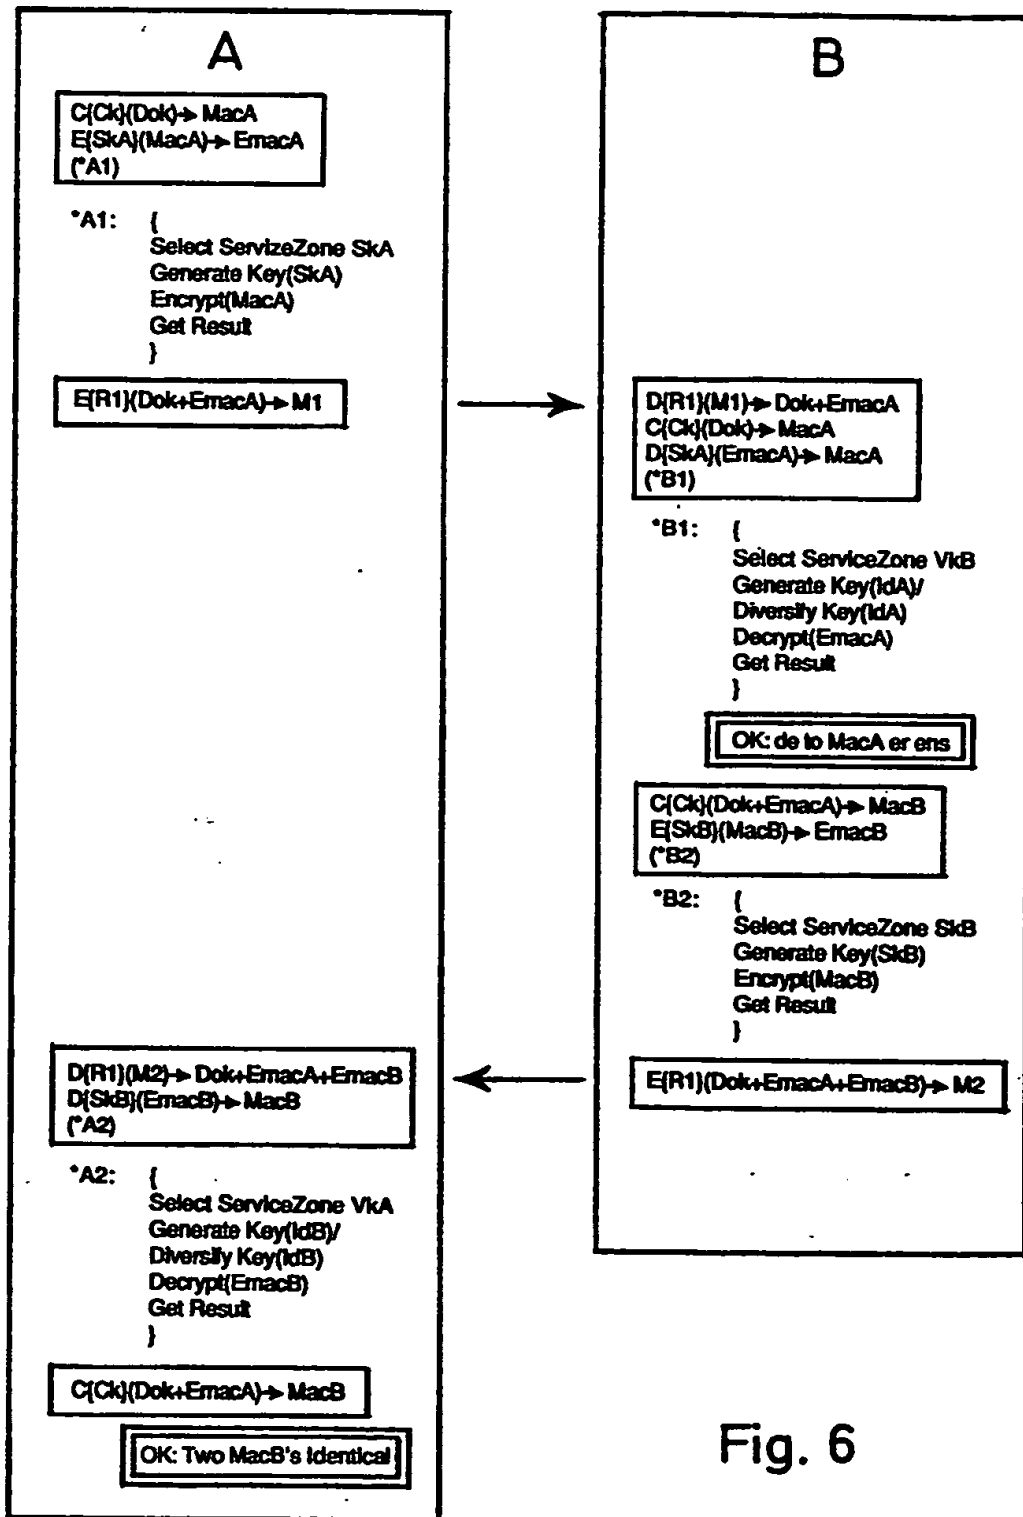 A
C{Ck}(Dok)→ MacA
E{SkA}(MacA)→ EmacA
(*A1)
*A1: {
Select ServizeZone SkA
Generate Key(SkA)
Encrypt(MacA)
Get Result
}
E{R1}(Dok+EmacA)→ M1
B
D{R1}(M1)→ Dok+EmacA
C{Ck}(Dok)→ MacA
D{SkA}(EmacA)→ MacA
(*B1)
*B1: {
Select ServiceZone VkB
Generate Key(IdA)/
Diversify Key(IdA)
Decrypt(EmacA)
Get Result
}
OK: de to MacA er ens
C{Ck}(Dok+EmacA)→ MacB
E{SkB}(MacB)→ EmacB
(*B2)
*B2: {
Select ServiceZone SkB
Generate Key(SkB)
Encrypt(MacB)
Get Result
}
E{R1}(Dok+EmacA+EmacB)→ M2
D{R1}(M2)→ Dok+EmacA+EmacB
D{SkB}(EmacB)→ MacB
(*A2)
*A2: {
Select ServiceZone VkA
Generate Key(IdB)/
Diversify Key(IdB)
Decrypt(EmacB)
Get Result
}
C{Ck}(Dok+EmacA)→ MacB
OK: Two MacB's Identical
Fig. 6